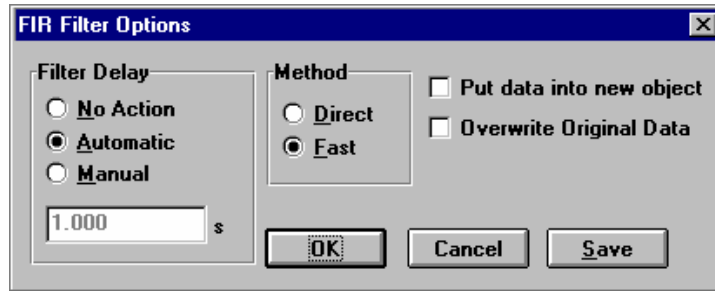 FIR Filter Options
Filter Delay
No Action
Automatic
Manual
1.000 s
Method
Direct
Fast
Put data into new object
Overwrite Original Data
OK
Cancel
Save